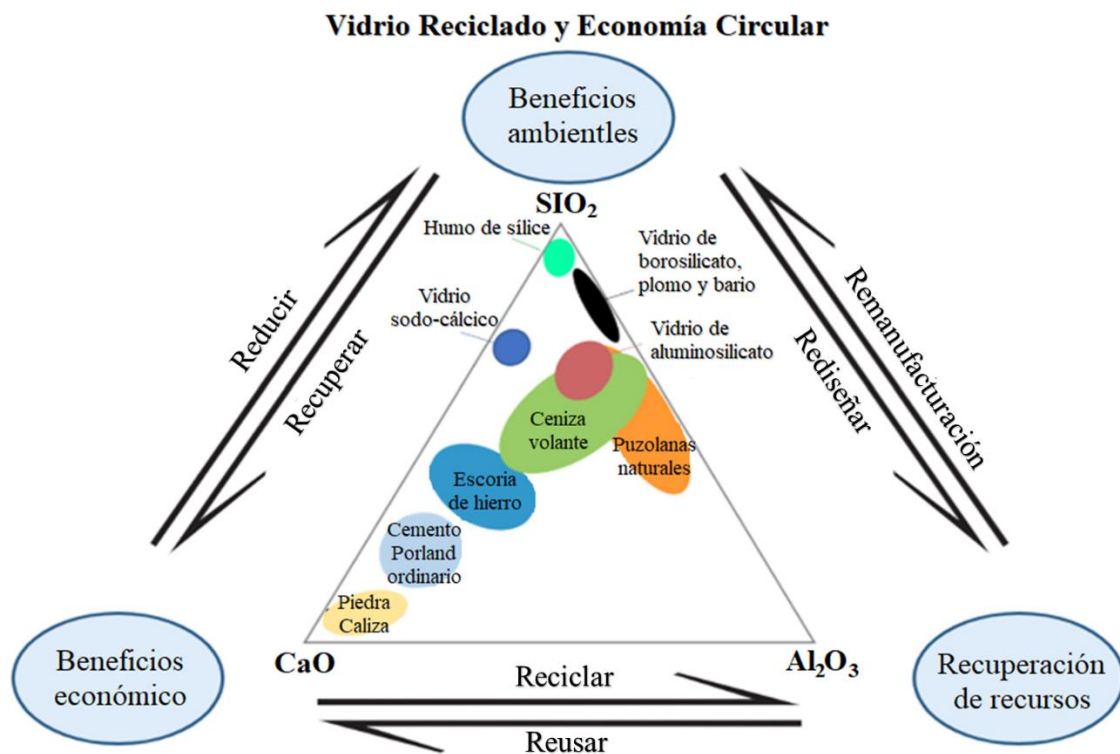 Vidrio Reciclado y Economía Circular
Beneficios
ambientles
SIO₂
Humo de sílice
Vidrio de
borosilicato,
plomo y bario
Vidrio
sodo-cálcico
Vidrio de
aluminosilicato
Reducir
Recuperar
Remanufacturación
Rediseñar
Ceniza
volante
Puzolanas
naturales
Escoria
de hierro
Cemento
Porland
ordinario
Piedra
Caliza
CaO
Al₂O₃
Beneficios
económico
Recuperación
de recursos
Reciclar
Reusar